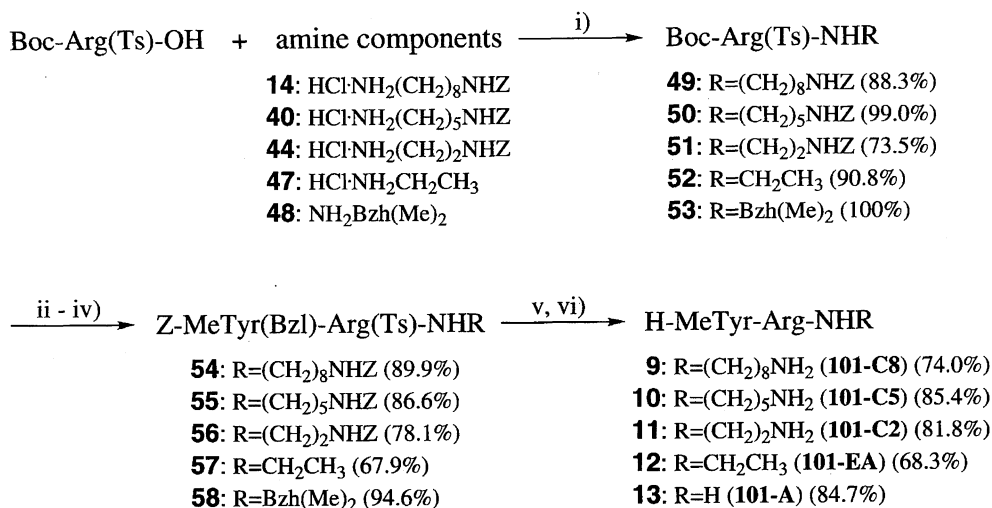 Boc-Arg(Ts)-OH + amine components i) Boc-Arg(Ts)-NHR
14: HCl·NH2(CH2)8NHZ
40: HCl·NH2(CH2)5NHZ
44: HCl·NH2(CH2)2NHZ
47: HCl·NH2CH2CH3
48: NH2Bzh(Me)2
49: R=(CH2)8NHZ (88.3%)
50: R=(CH2)5NHZ (99.0%)
51: R=(CH2)2NHZ (73.5%)
52: R=CH2CH3 (90.8%)
53: R=Bzh(Me)2 (100%)
ii - iv) Z-MeTyr(Bzl)-Arg(Ts)-NHR v, vi) H-MeTyr-Arg-NHR
54: R=(CH2)8NHZ (89.9%)
55: R=(CH2)5NHZ (86.6%)
56: R=(CH2)2NHZ (78.1%)
57: R=CH2CH3 (67.9%)
58: R=Bzh(Me)2 (94.6%)
9: R=(CH2)8NH2 (101-C8) (74.0%)
10: R=(CH2)5NH2 (101-C5) (85.4%)
11: R=(CH2)2NH2 (101-C2) (81.8%)
12: R=CH2CH3 (101-EA) (68.3%)
13: R=H (101-A) (84.7%)